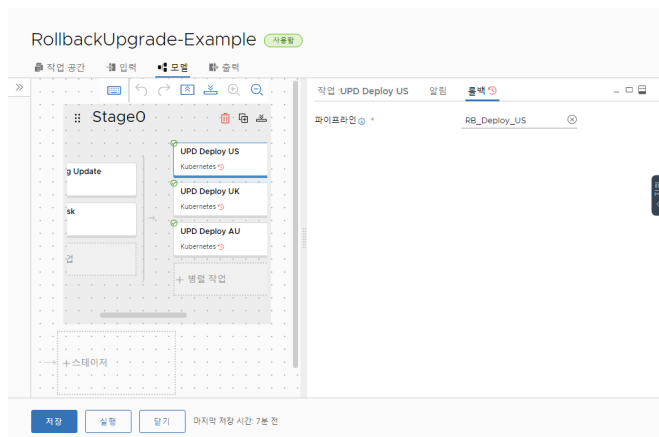 RollbackUpgrade-Example 사용함
작업 공간 입력 모델 출력
Stage0
g Update
sk
업
UPD Deploy US
Kubernetes
UPD Deploy UK
Kubernetes
UPD Deploy AU
Kubernetes
+ 병렬 작업
+ 스테이지
작업 :UPD Deploy US 알림 롤백
파이프라인 * RB_Deploy_US
저장 실행 닫기 마지막 저장 시간: 7분 전